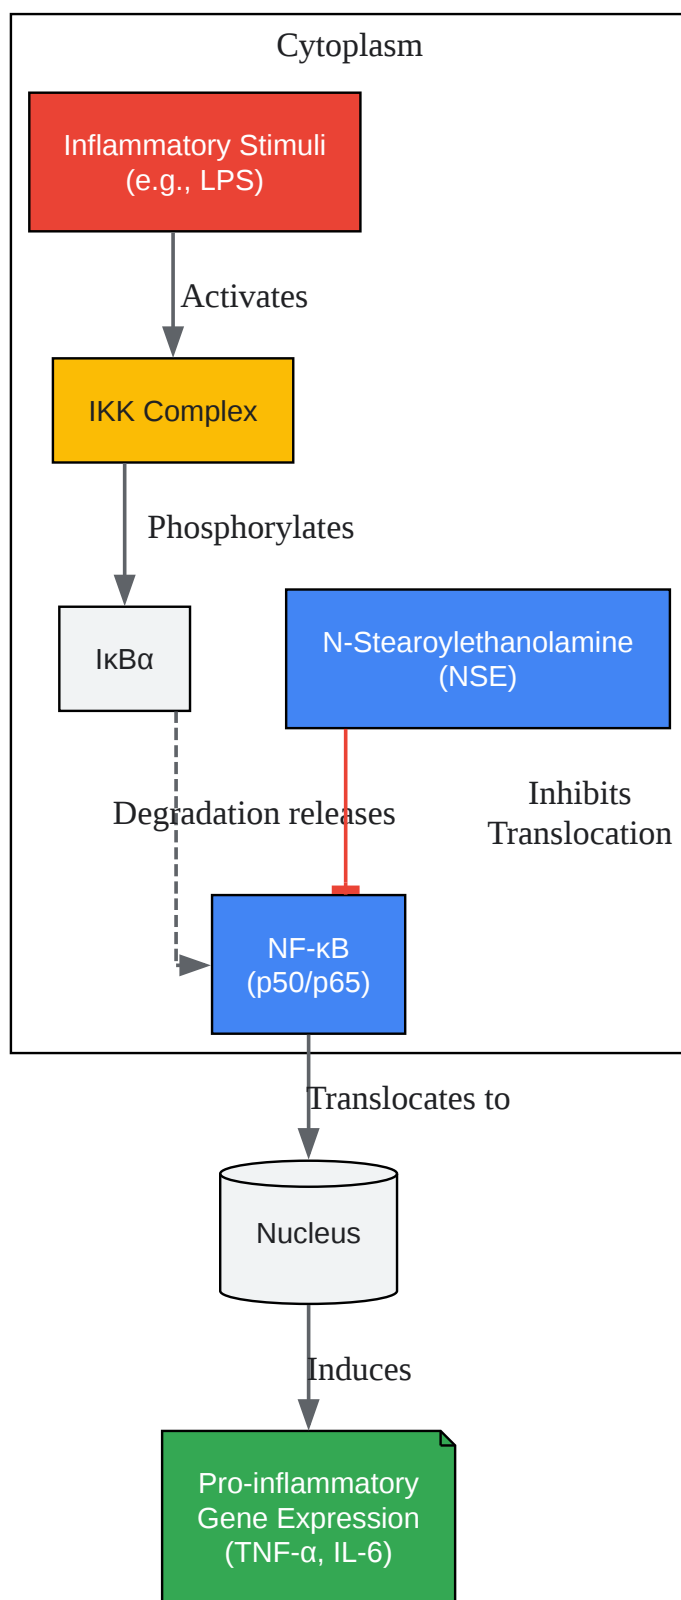 Cytoplasm
Inflammatory Stimuli
(e.g., LPS)
Activates
IKK Complex
Phosphorylates
IκBα
N-Stearoylethanolamine
(NSE)
Degradation releases
Inhibits
Translocation
NF-κB
(p50/p65)
Translocates to
Nucleus
Induces
Pro-inflammatory
Gene Expression
(TNF-α, IL-6)